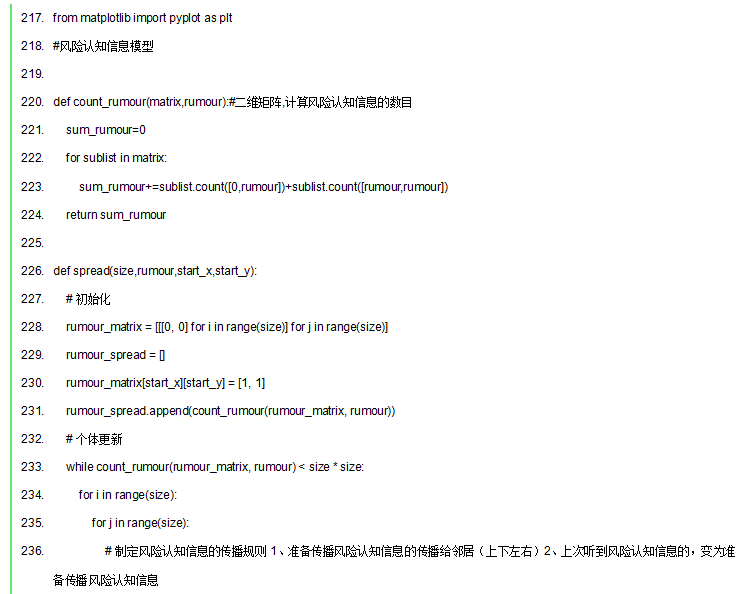 217. from matplotlib import pyplot as plt
218. #风险认知信息模型
219.
220. def count_rumour(matrix,rumour):#二维矩阵,计算风险认知信息的数目
221. sum_rumour=0
222. for sublist in matrix:
223. sum_rumour+=sublist.count([0,rumour])+sublist.count([rumour,rumour])
224. return sum_rumour
225.
226. def spread(size,rumour,start_x,start_y):
227. # 初始化
228. rumour_matrix = [[[0, 0] for i in range(size)] for j in range(size)]
229. rumour_spread = []
230. rumour_matrix[start_x][start_y] = [1, 1]
231. rumour_spread.append(count_rumour(rumour_matrix, rumour))
232. # 个体更新
233. while count_rumour(rumour_matrix, rumour) < size * size:
234. for i in range(size):
235. for j in range(size):
236. # 制定风险认知信息的传播规则 1、准备传播风险认知信息的传播给邻居（上下左右）2、上次听到风险认知信息的，变为准
备传播风险认知信息